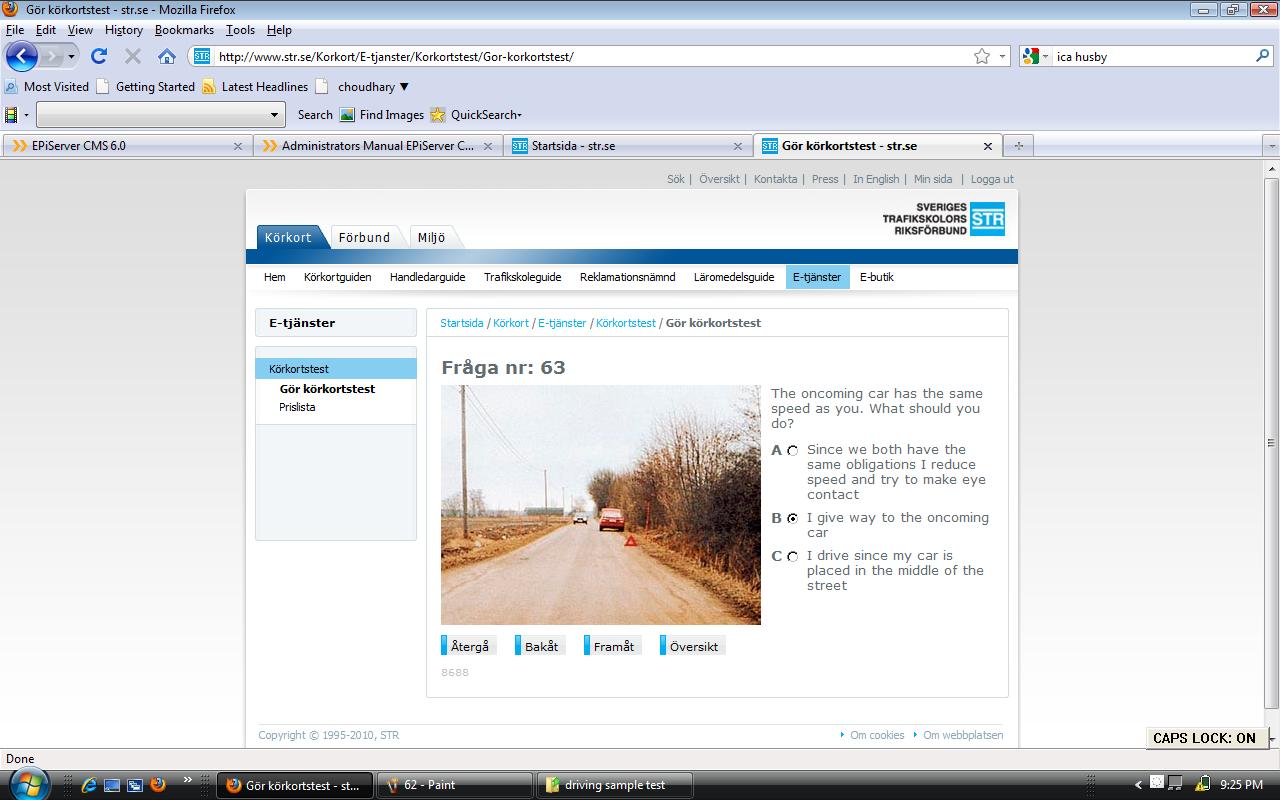 Gör körkortstest - str.se - Mozilla Firefox
File Edit View History Bookmarks Tools Help
STR http://www.str.se/Korkort/E-tjanster/Korkortstest/Gor-korkortstest/ ica husby
Most Visited Getting Started Latest Headlines choudhary
Search Find Images QuickSearch
EPiServer CMS 6.0 Administrators Manual EPiServer C... STR Startsida - str.se STR Gör körkortstest - str.se
Sök | Översikt | Kontakta | Press | In English | Min sida | Logga ut
SVERIGES
TRAFIKSKOLORS STR
RIKSFÖRBUND
Körkort Förbund Miljö
Hem Körkortguiden Handledarguide Trafikskoleguide Reklamationsnämnd Läromedelsguide E-tjänster E-butik
E-tjänster
Körkortstest
Gör körkortstest
Prislista
Startsida / Körkort / E-tjänster / Körkortstest / Gör körkortstest
Fråga nr: 63
The oncoming car has the same
speed as you. What should you
do?
A Since we both have the
same obligations I reduce
speed and try to make eye
contact
B I give way to the oncoming
car
C I drive since my car is
placed in the middle of the
street
Återgå Bakåt Framåt Översikt
8688
Copyright © 1995-2010, STR Om cookies Om webbplatsen
CAPS LOCK: ON
Done
Gör körkortstest - st... 62 - Paint driving sample test 9:25 PM